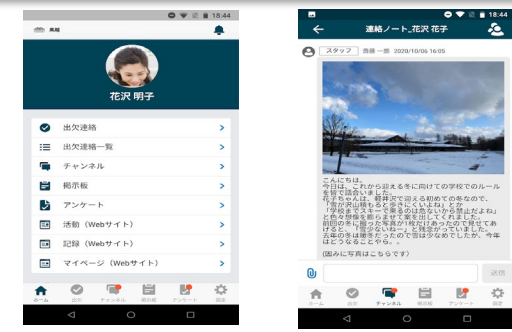 18:44
花沢 明子
出欠連絡
出欠連絡一覧
チャンネル
掲示板
アンケート
活動（Webサイト）
記録（Webサイト）
マイページ（Webサイト）
ホーム 出欠 チャンネル 掲示板 アンケート 設定
18:44
連絡ノート_花沢 花子
スタッフ 斎藤 一郎 2020/10/06 16:05
こんにちは。
今日は、これから迎える冬に向けての学校でのルール
を皆で話合いました。
花子ちゃんは、軽井沢で迎える初めての冬なので、
「雪が沢山積もると歩きにくいよね」とか
「学校までスキーで来るのは危ないから禁止だよね」
と色々想像を膨らませて案を出してくれました。
前回の冬に撮った写真が1枚だけあったので見せてあ
げると、「雪少ないね〜」と残念がっていました。
去年の冬は暖冬だったので雪は少なめでしたが、今年
はどうなることやら。。
(因みに写真はこちらです)
送信
ホーム 出欠 チャンネル 掲示板 アンケート 設定